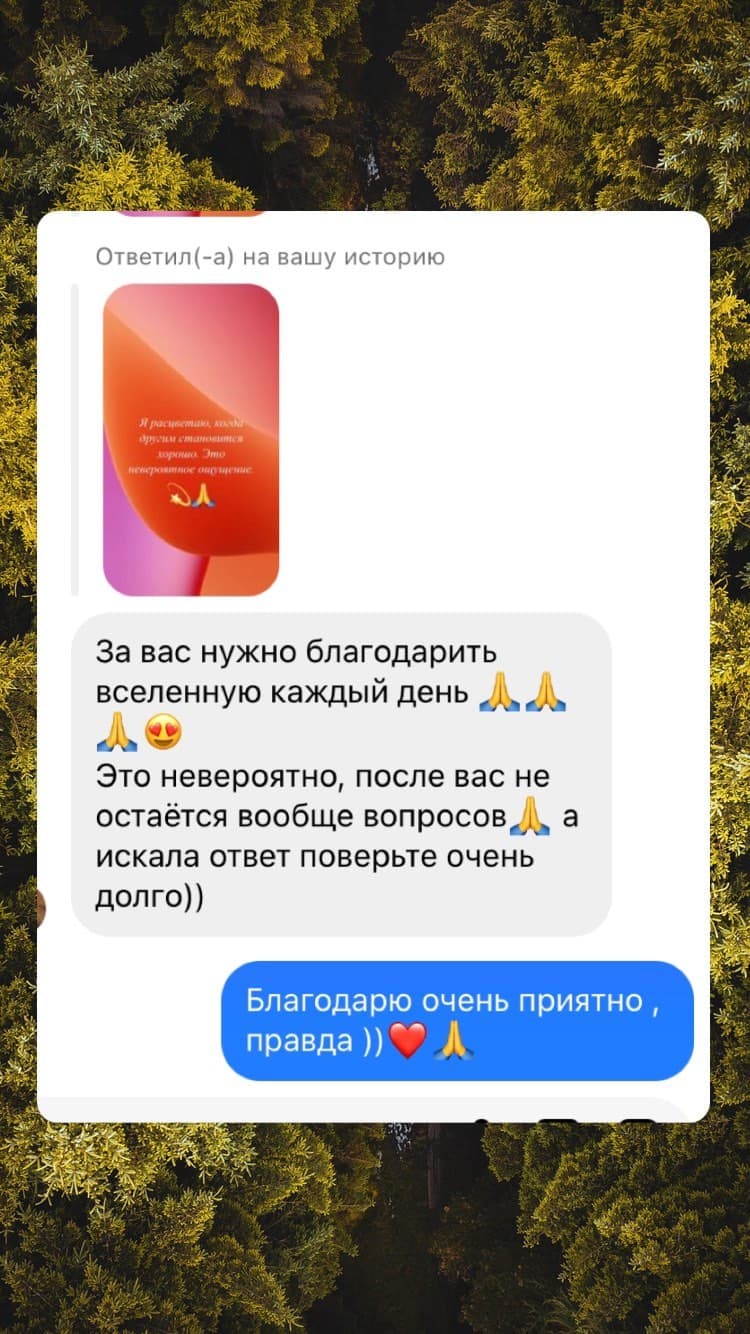 Ответил(-а) на вашу историю
Я расцветаю, когда
другим становится
хорошо. Это
невероятное ощущение.
💫🙏
За вас нужно благодарить
вселенную каждый день 🙏🙏
🙏😍
Это невероятно, после вас не
остаётся вообще вопросов🙏 а
искала ответ поверьте очень
долго))
Благодарю очень приятно ,
правда ))❤️🙏